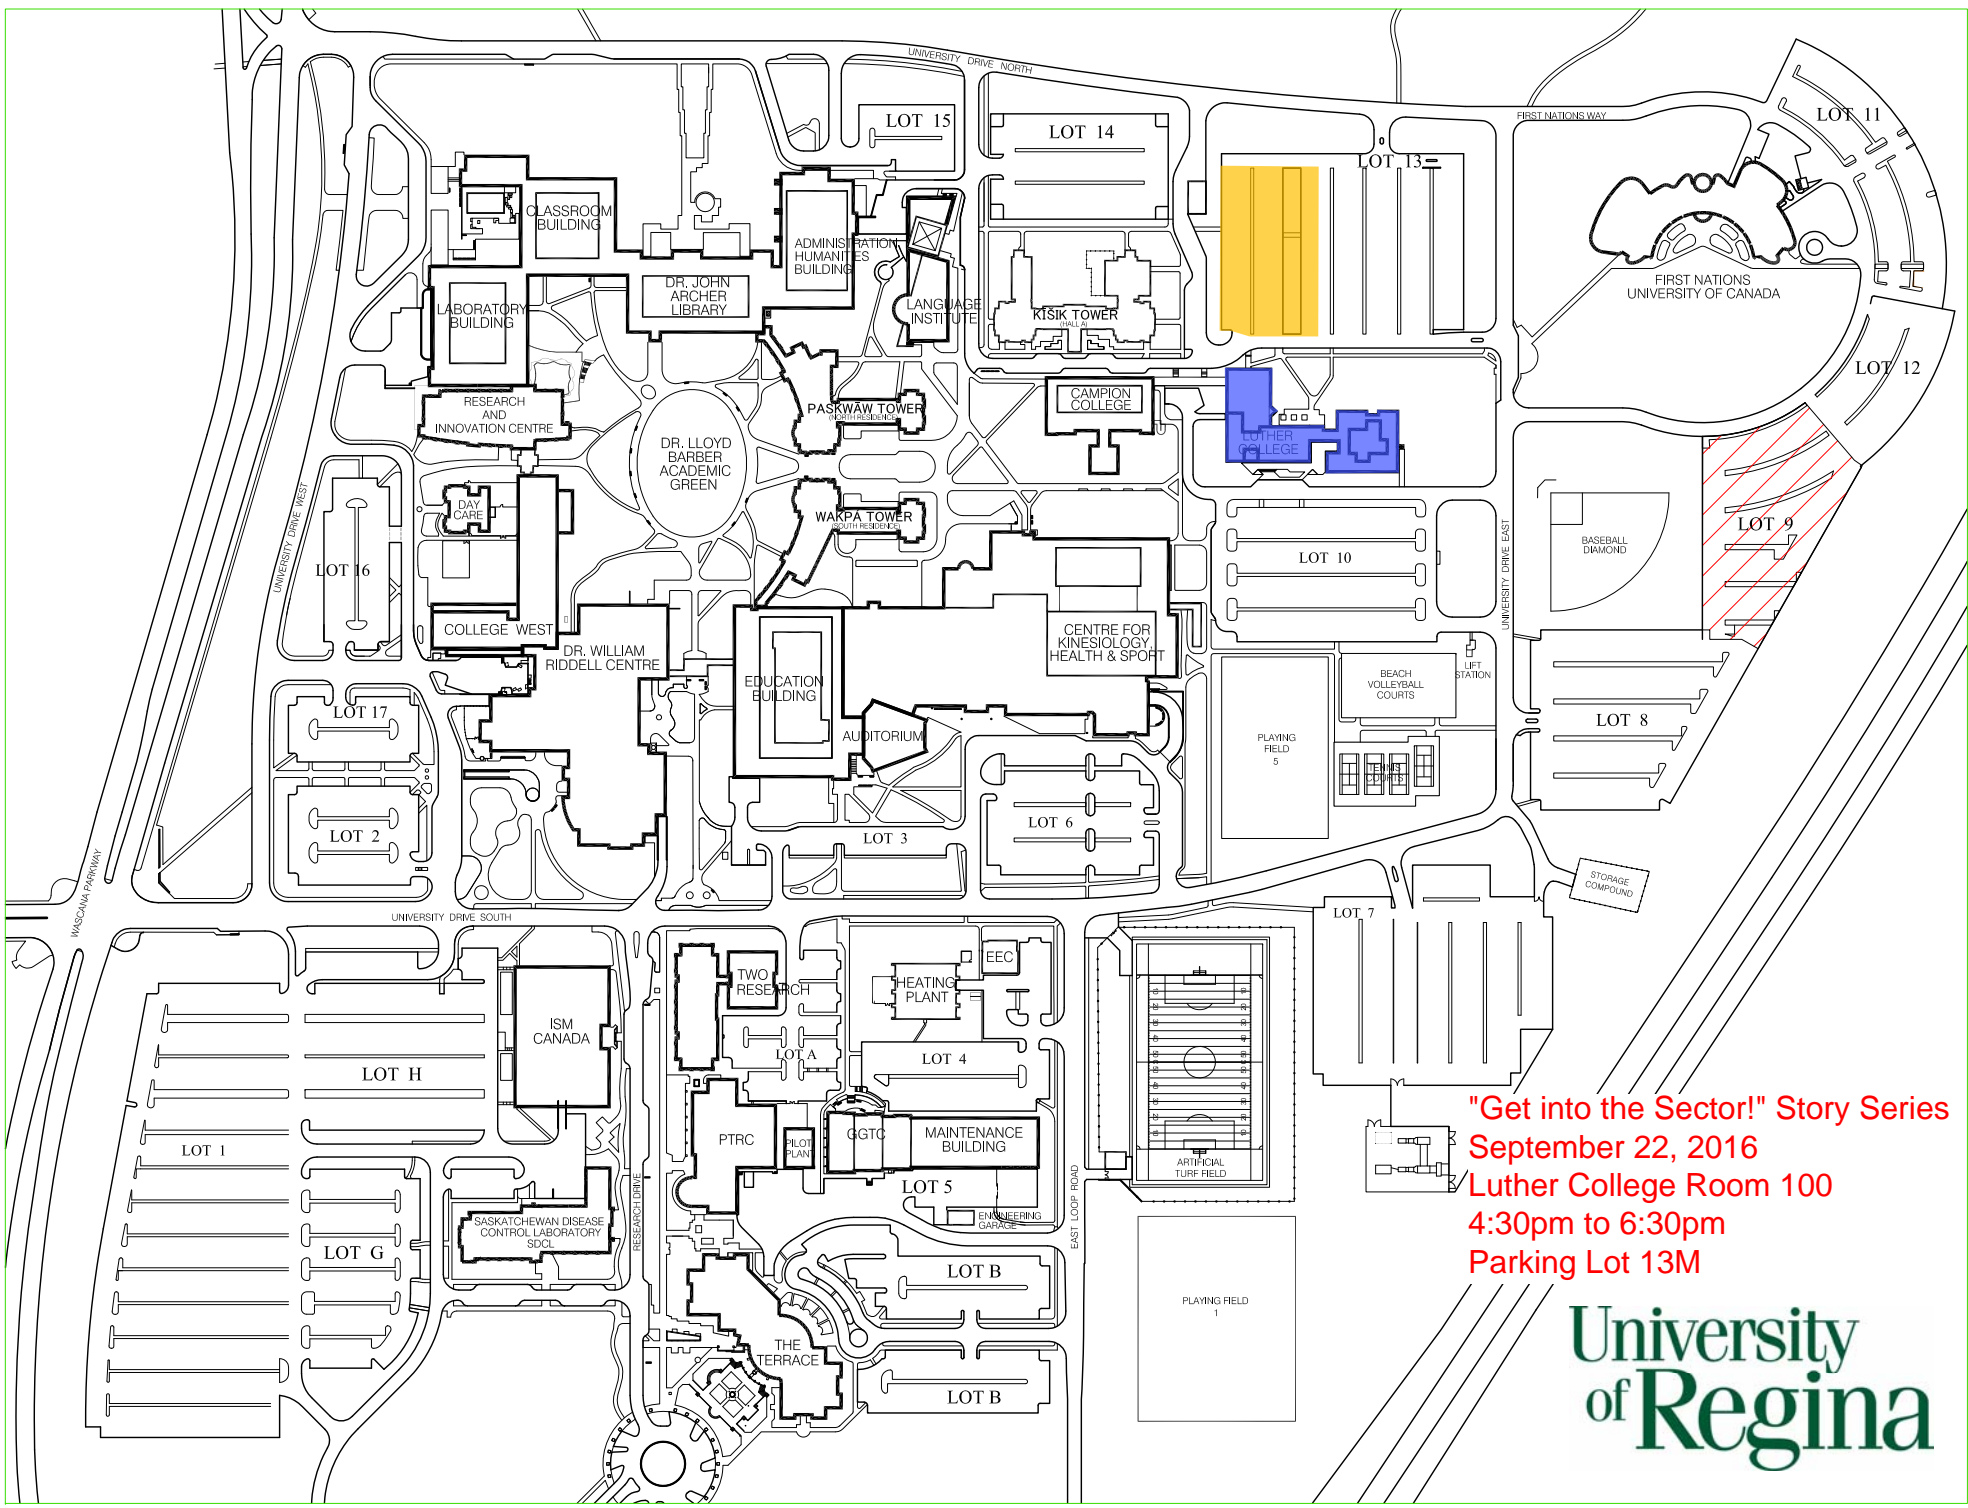 UNIVERSITY DRIVE NORTH
FIRST NATIONS WAY
LOT 11
LOT 15
LOT 14
LOT 13
CLASSROOM
BUILDING
ADMINISTRATION
HUMANITIES
BUILDING
DR. JOHN
ARCHER
LIBRARY
LABORATORY
BUILDING
LANGUAGE
INSTITUTE
KĪŠIK TOWER
(HALL A)
FIRST NATIONS
UNIVERSITY OF CANADA
LOT 12
RESEARCH
AND
INNOVATION CENTRE
PASKWĀW TOWER
(NORTH RESIDENCE)
CAMPION
COLLEGE
LUTHER
COLLEGE
DR. LLOYD
BARBER
ACADEMIC
GREEN
DAY
CARE
WAKPÁ TOWER
(SOUTH RESIDENCE)
UNIVERSITY DRIVE WEST
LOT 16
LOT 10
UNIVERSITY DRIVE EAST
BASEBALL
DIAMOND
LOT 9
COLLEGE WEST
DR. WILLIAM
RIDDELL CENTRE
CENTRE FOR
KINESIOLOGY,
HEALTH & SPORT
EDUCATION
BUILDING
AUDITORIUM
BEACH
VOLLEYBALL
COURTS
LIFT
STATION
LOT 17
LOT 8
PLAYING
FIELD
5
TENNIS
COURTS
LOT 2
LOT 3
LOT 6
WASCANA PARKWAY
UNIVERSITY DRIVE SOUTH
STORAGE
COMPOUND
LOT 7
TWO
RESEARCH
HEATING
PLANT
EEC
ISM
CANADA
LOT A
LOT 4
LOT H
LOT 1
PTRC
PILOT
PLANT
GGTC
MAINTENANCE
BUILDING
ARTIFICIAL
TURF FIELD
LOT 5
ENGINEERING
GARAGE
EAST LOOP ROAD
RESEARCH DRIVE
SASKATCHEWAN DISEASE
CONTROL LABORATORY
SDCL
LOT G
LOT B
THE
TERRACE
LOT B
PLAYING FIELD
1
"Get into the Sector!" Story Series
September 22, 2016
Luther College Room 100
4:30pm to 6:30pm
Parking Lot 13M
University
of Regina